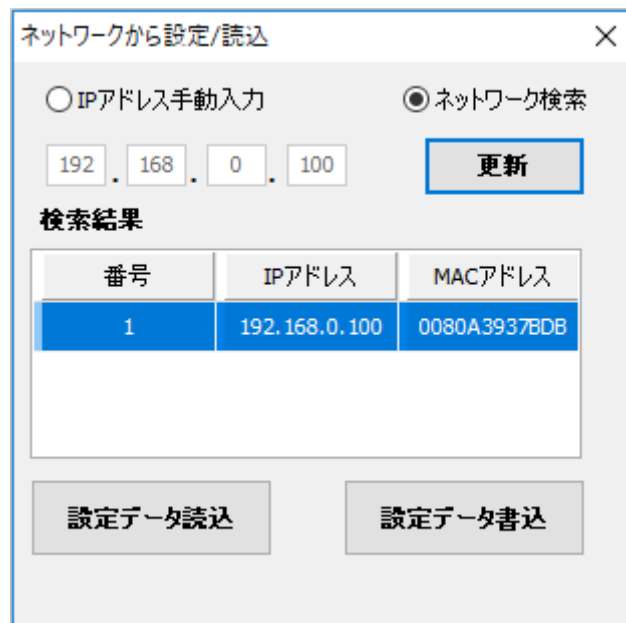 ネットワークから設定/読込
IPアドレス手動入力 ネットワーク検索
192 . 168 . 0 . 100 更新
検索結果
番号 IPアドレス MACアドレス
1 192.168.0.100 0080A3937BDB
設定データ読込 設定データ書込